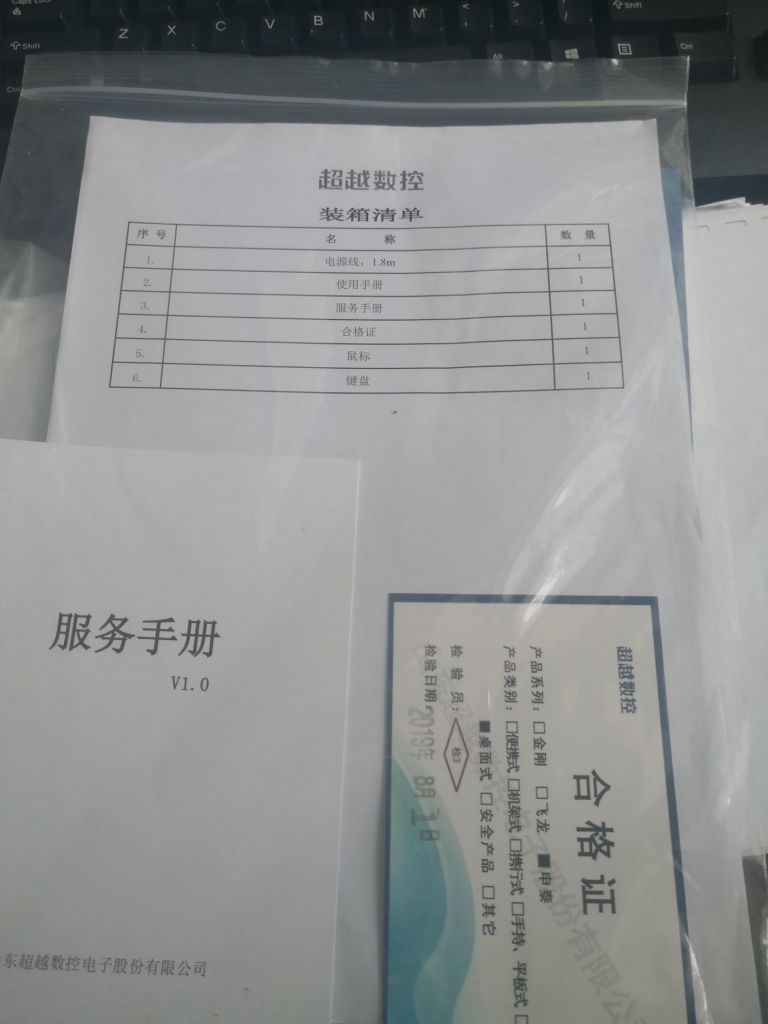 Caps Lock
Shift
Z X C V B N M < > /
Shift
Alt
Ctrl
超越数控
装箱清单
序 号 名 称 数 量
1. 电源线，1.8m 1
2. 使用手册 1
3. 服务手册 1
4. 合格证 1
5. 鼠标 1
6. 键盘 1
服务手册
V1.0
东超越数控电子股份有限公司
超越数控
合格证
产品系列：□金刚 □飞龙 ■申泰
产品类别：□便携式 □机架式 □携行式 □手持、平板式 □
■桌面式 □安全产品 □其它
检 验 员：检3
检验日期：2019年 8月 1日